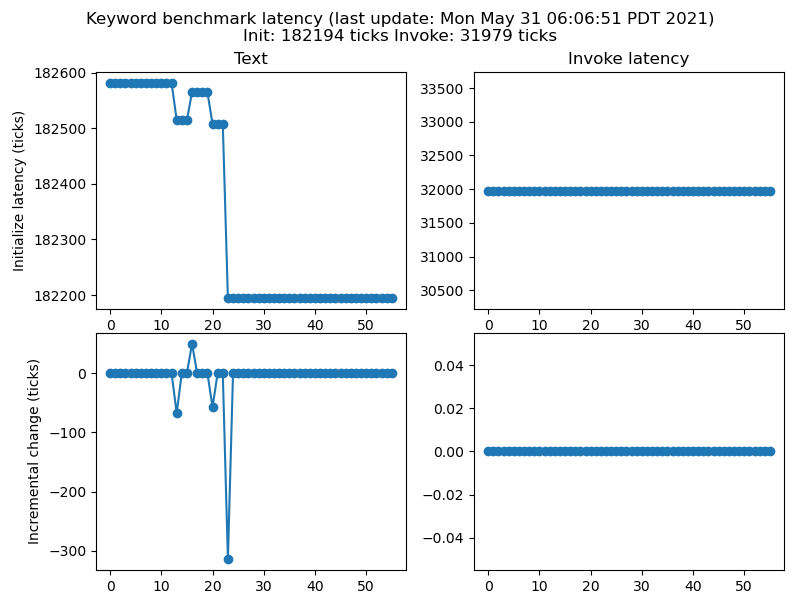 Keyword benchmark latency (last update: Mon May 31 06:06:51 PDT 2021)
Init: 182194 ticks Invoke: 31979 ticks
Text
Invoke latency
Initialize latency (ticks)
182600
182500
182400
182300
182200
0 10 20 30 40 50
33500
33000
32500
32000
31500
31000
30500
0 10 20 30 40 50
Incremental change (ticks)
0
−100
−200
−300
0 10 20 30 40 50
0.04
0.02
0.00
−0.02
−0.04
0 10 20 30 40 50